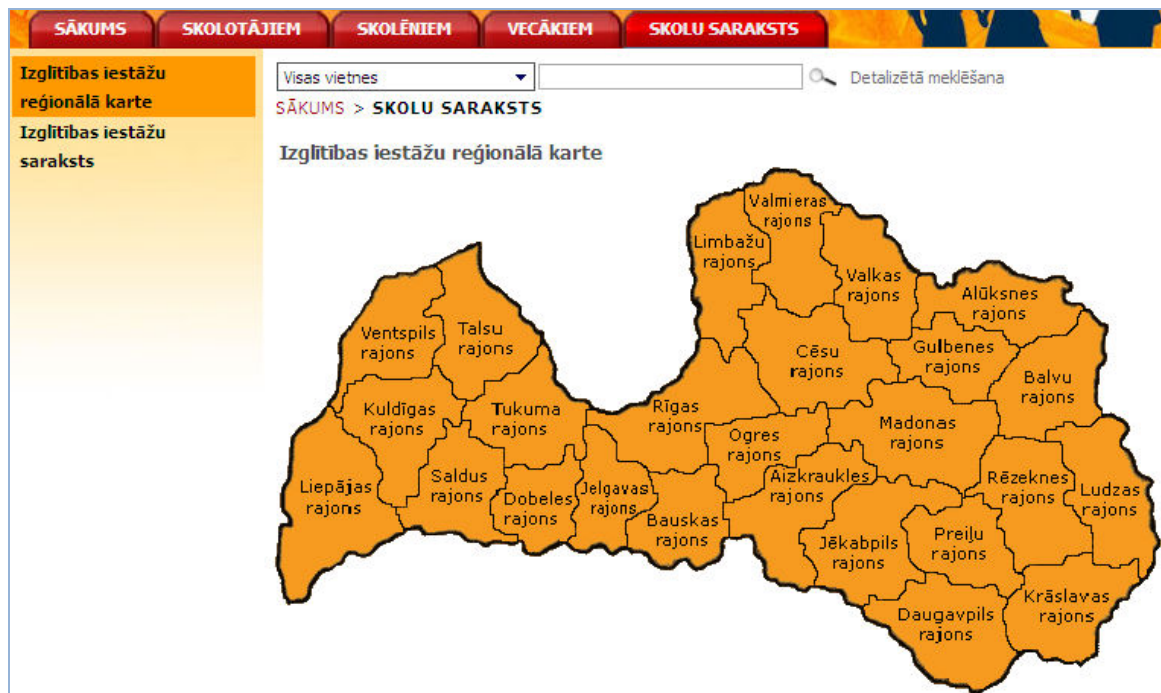 SĀKUMS SKOLOTĀJIEM SKOLĒNIEM VECĀKIEM SKOLU SARAKSTS
Izglītības iestāžu
reģionālā karte
Izglītības iestāžu
saraksts
Visas vietnes Detalizētā meklēšana
SĀKUMS > SKOLU SARAKSTS
Izglītības iestāžu reģionālā karte
Valmieras
rajons
Limbažu
rajons
Valkas
rajons
Alūksnes
rajons
Ventspils
rajons
Talsu
rajons
Cēsu
rajons
Gulbenes
rajons
Balvu
rajons
Kuldīgas
rajons
Tukuma
rajons
Rīgas
rajons
Ogres
rajons
Madonas
rajons
Liepājas
rajons
Saldus
rajons
Dobeles
rajons
Jelgavas
rajons
Bauskas
rajons
Aizkraukles
rajons
Rēzeknes
rajons
Ludzas
rajons
Jēkabpils
rajons
Preiļu
rajons
Krāslavas
rajons
Daugavpils
rajons